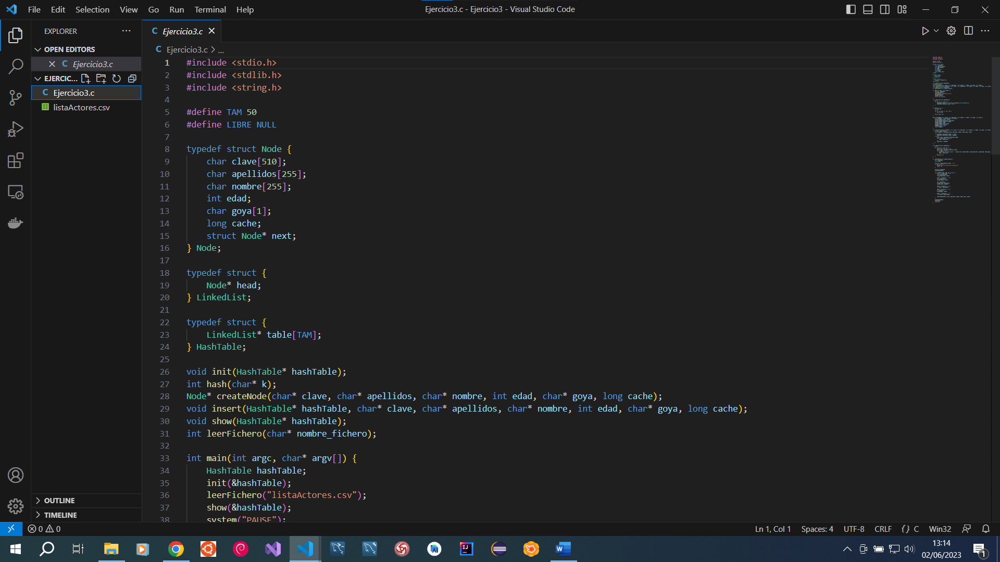 File Edit Selection View Go Run Terminal Help
Ejercicio3.c - Ejercicio3 - Visual Studio Code
EXPLORER
OPEN EDITORS
C Ejercicio3.c
EJERCIC...
C Ejercicio3.c
listaActores.csv
OUTLINE
TIMELINE
C Ejercicio3.c
C Ejercicio3.c > ...
1 #include <stdio.h>
2 #include <stdlib.h>
3 #include <string.h>
4
5 #define TAM 50
6 #define LIBRE NULL
7
8 typedef struct Node {
9 char clave[510];
10 char apellidos[255];
11 char nombre[255];
12 int edad;
13 char goya[1];
14 long cache;
15 struct Node* next;
16 } Node;
17
18 typedef struct {
19 Node* head;
20 } LinkedList;
21
22 typedef struct {
23 LinkedList* table[TAM];
24 } HashTable;
25
26 void init(HashTable* hashTable);
27 int hash(char* k);
28 Node* createNode(char* clave, char* apellidos, char* nombre, int edad, char* goya, long cache);
29 void insert(HashTable* hashTable, char* clave, char* apellidos, char* nombre, int edad, char* goya, long cache);
30 void show(HashTable* hashTable);
31 int leerFichero(char* nombre_fichero);
32
33 int main(int argc, char* argv[]) {
34 HashTable hashTable;
35 init(&hashTable);
36 leerFichero("listaActores.csv");
37 show(&hashTable);
38 system("PAUSE");
0 0
Ln 1, Col 1 Spaces: 4 UTF-8 CRLF {} C Win32
13:14
02/06/2023
1